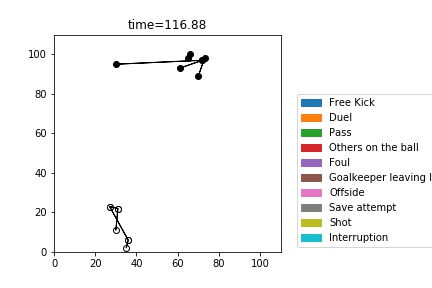 time=116.88
100
80
60
40
20
0
0 20 40 60 80 100
Free Kick
Duel
Pass
Others on the ball
Foul
Goalkeeper leaving l
Offside
Save attempt
Shot
Interruption